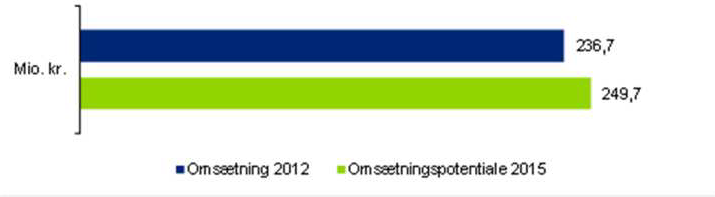 236,7
Mio. kr.
249,7
Omsætning 2012 Omsætningspotentiale 2015